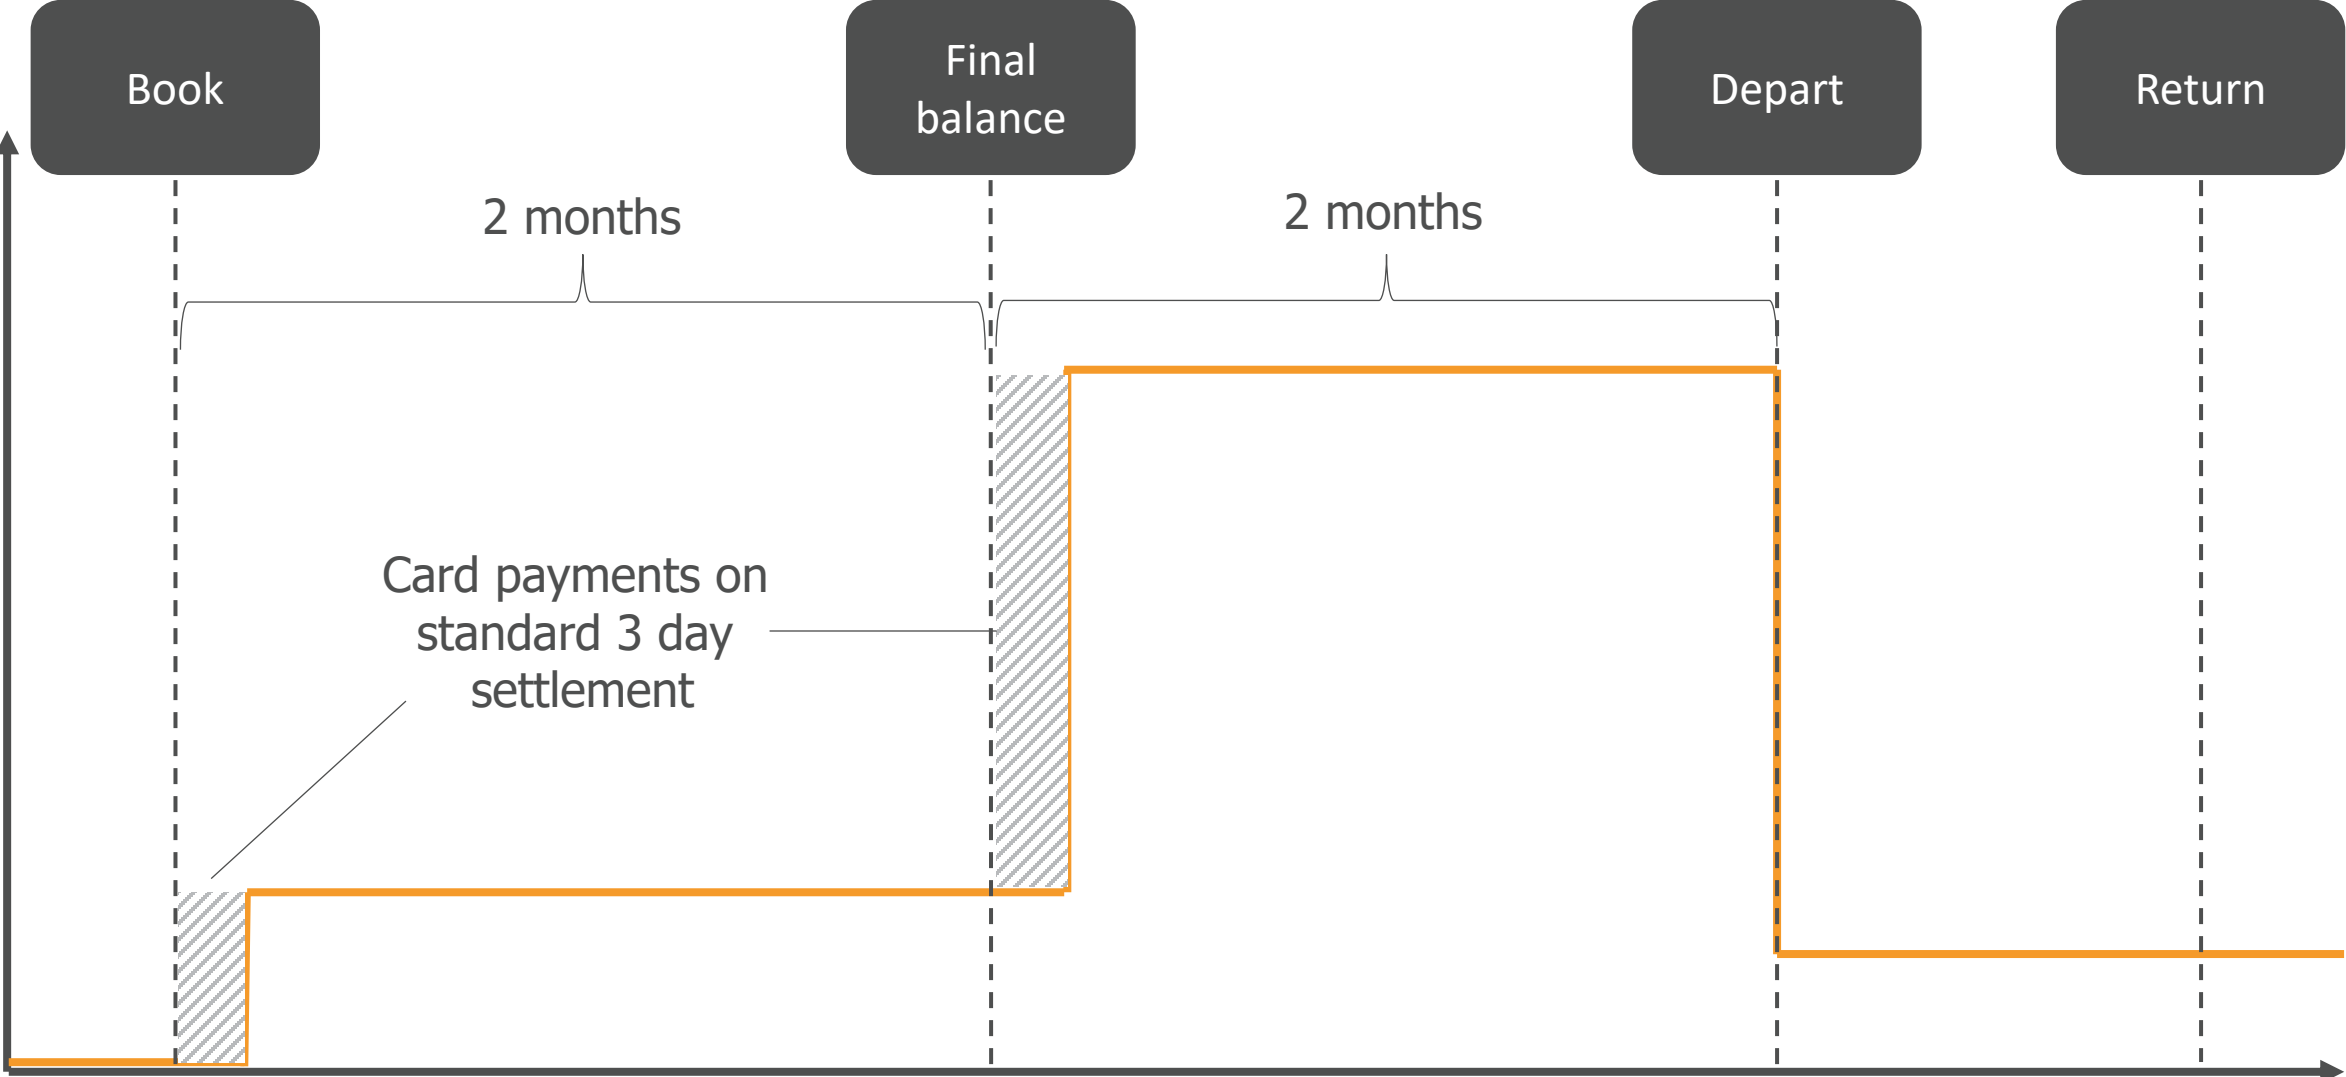 Book
Final
balance
Depart
Return
2 months
2 months
Card payments on
standard 3 day
settlement